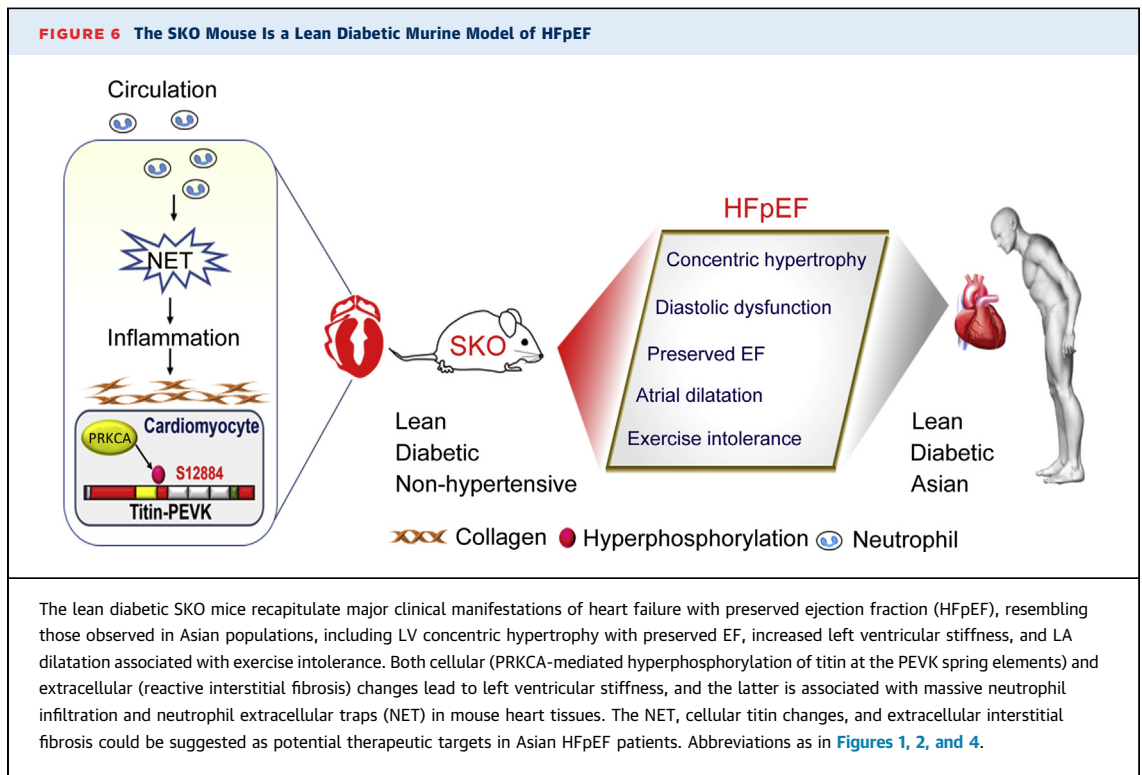 FIGURE 6 The SKO Mouse Is a Lean Diabetic Murine Model of HFpEF
Circulation
NET
Inflammation
Cardiomyocyte
PRKCA
S12884
Titin-PEVK
SKO
Lean
Diabetic
Non-hypertensive
HFpEF
Concentric hypertrophy
Diastolic dysfunction
Preserved EF
Atrial dilatation
Exercise intolerance
Lean
Diabetic
Asian
Collagen Hyperphosphorylation Neutrophil
The lean diabetic SKO mice recapitulate major clinical manifestations of heart failure with preserved ejection fraction (HFpEF), resembling
those observed in Asian populations, including LV concentric hypertrophy with preserved EF, increased left ventricular stiffness, and LA
dilatation associated with exercise intolerance. Both cellular (PRKCA-mediated hyperphosphorylation of titin at the PEVK spring elements) and
extracellular (reactive interstitial fibrosis) changes lead to left ventricular stiffness, and the latter is associated with massive neutrophil
infiltration and neutrophil extracellular traps (NET) in mouse heart tissues. The NET, cellular titin changes, and extracellular interstitial
fibrosis could be suggested as potential therapeutic targets in Asian HFpEF patients. Abbreviations as in Figures 1, 2, and 4.